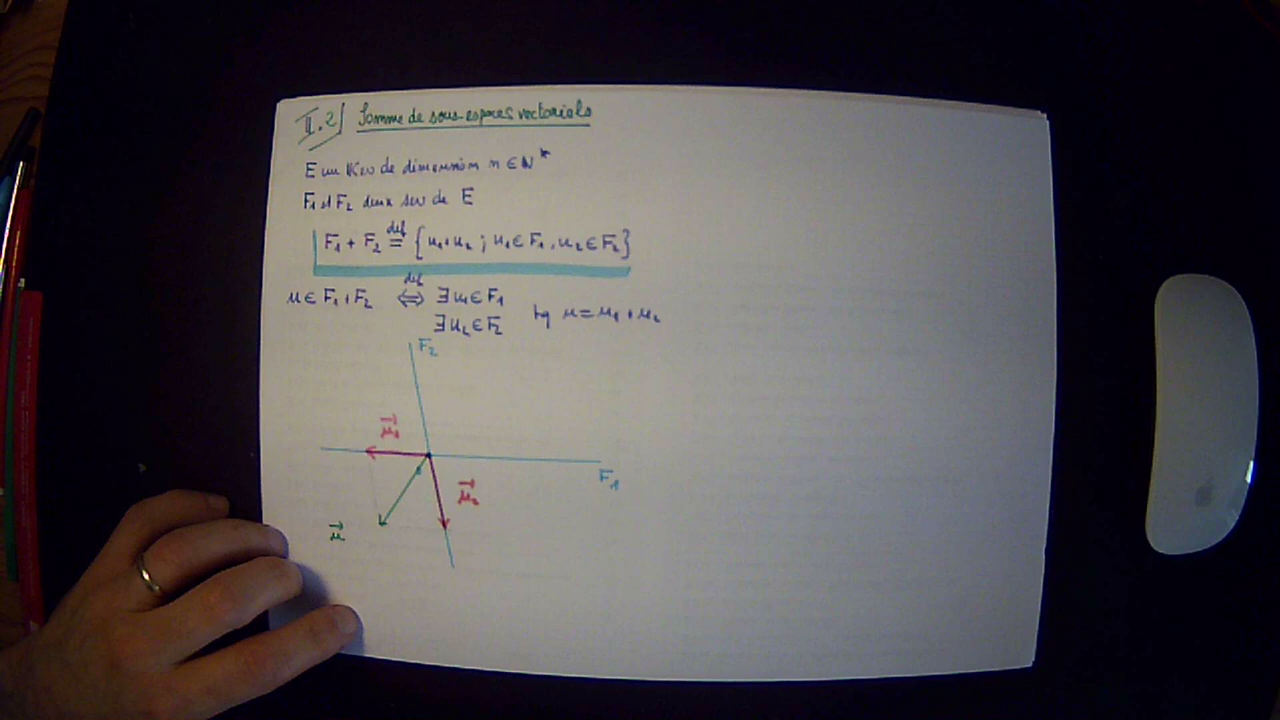 II.2/ Somme de sous-espaces vectoriels
E un Kev de dimension n ∈ N*
F1 et F2 deux sev de E
F1 + F2 =def {u1+u2 ; u1 ∈ F1, u2 ∈ F2}
u ∈ F1+F2 ⇔def ∃ u1 ∈ F1
∃ u2 ∈ F2 tq u = u1 + u2
F2
u⃗1
F1
u⃗2
u⃗